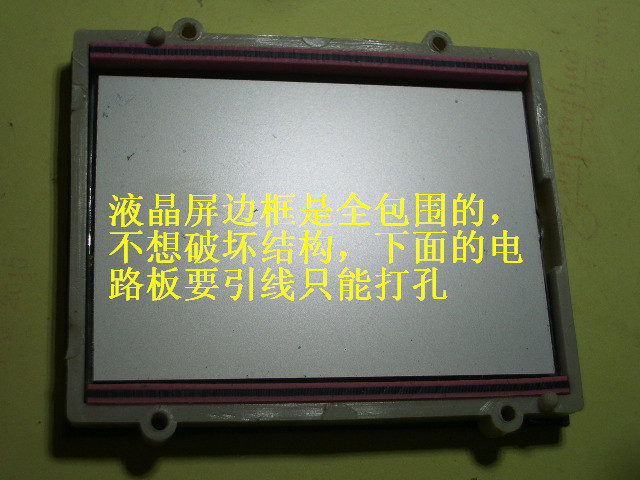 液晶屏边框是全包围的，
不想破坏结构，下面的电
路板要引线只能打孔